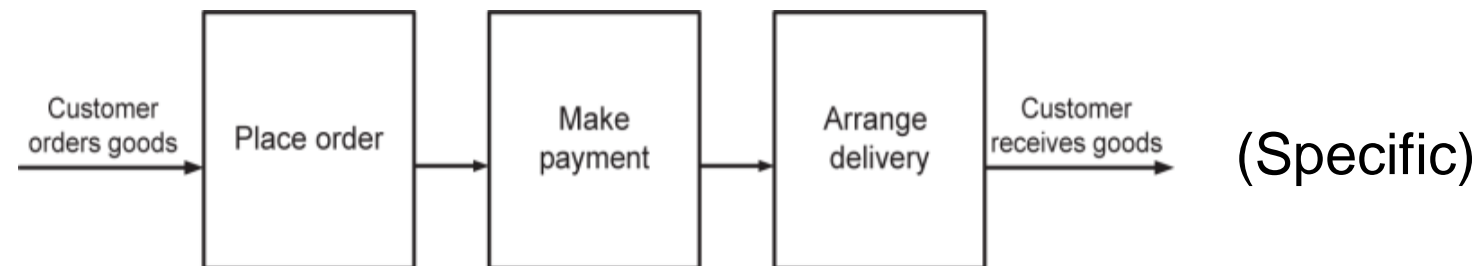 Customer
orders goods
Place order
Make
payment
Arrange
delivery
Customer
receives goods
(Specific)